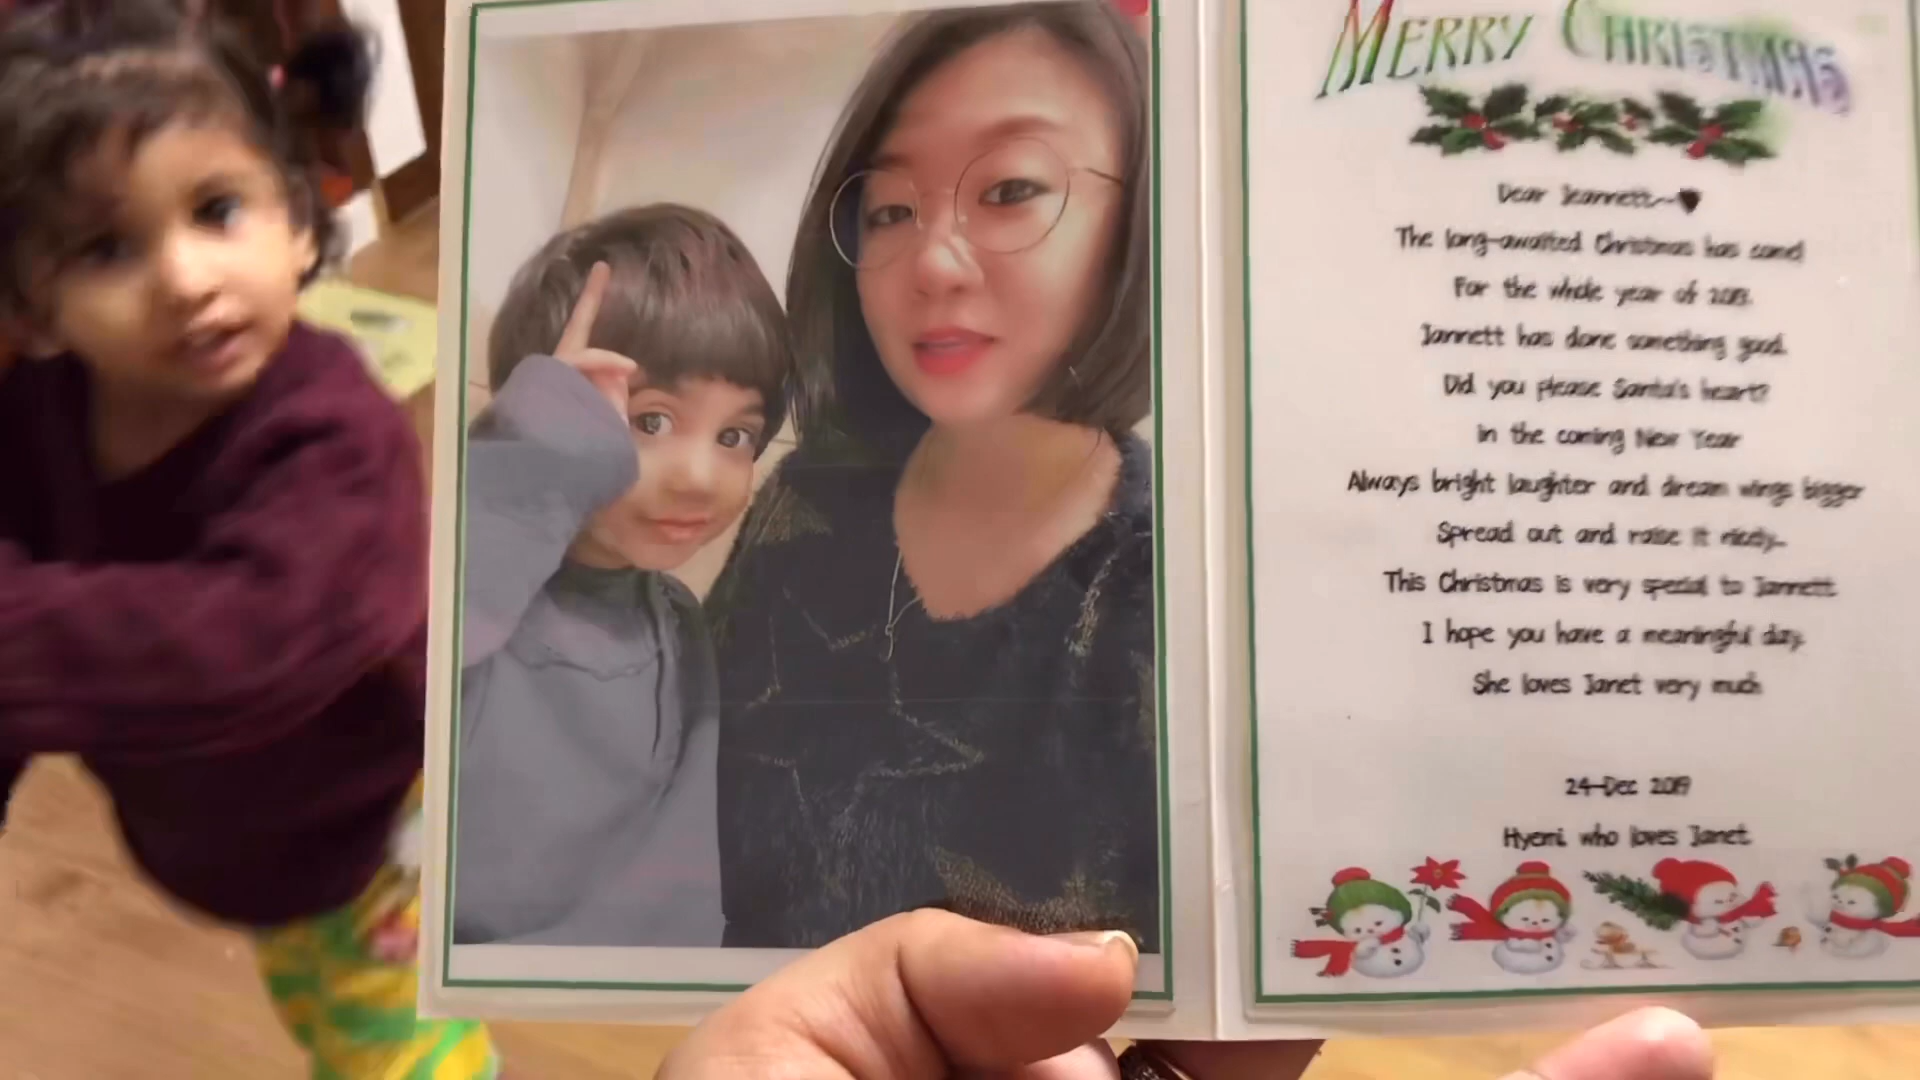 MERRY CHRISTMAS
Dear Jeannett~♥
The long-awaited Christmas has come!
For the whole year of 2019.
Jannett has done something good.
Did you please Santa's heart?
in the coming New Year
Always bright laughter and dream wings bigger
Spread out and raise it nicely~
This Christmas is very special to Jannett
I hope you have a meaningful day.
She loves Janet very much
24-Dec 2019
Hyemi who loves Janet